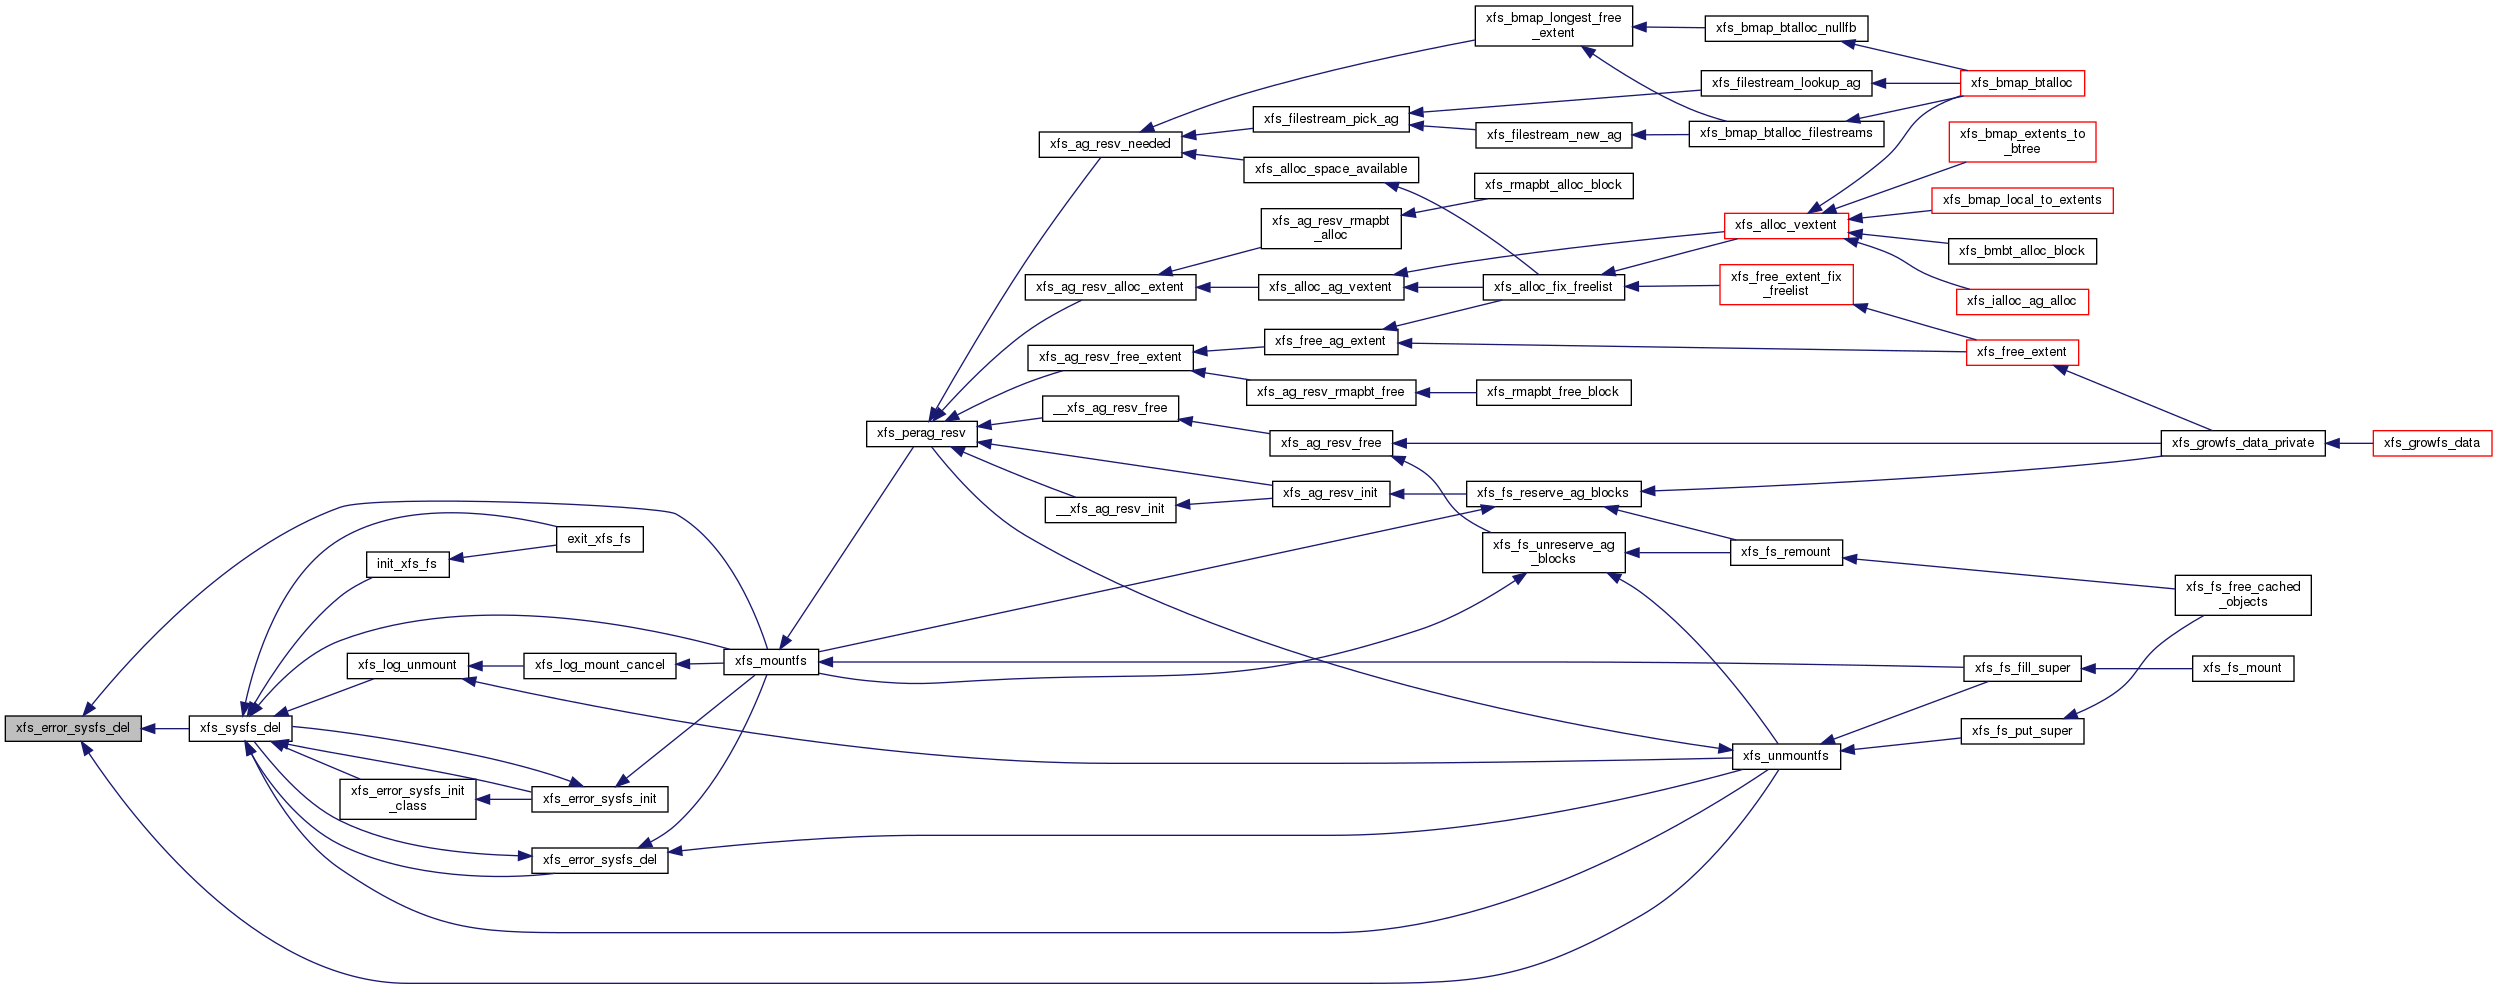 xfs_error_sysfs_del
xfs_sysfs_del
exit_xfs_fs
init_xfs_fs
xfs_log_unmount
xfs_log_mount_cancel
xfs_error_sysfs_init
_class
xfs_error_sysfs_init
xfs_error_sysfs_del
xfs_mountfs
xfs_perag_resv
xfs_ag_resv_needed
xfs_ag_resv_alloc_extent
xfs_ag_resv_free_extent
__xfs_ag_resv_free
__xfs_ag_resv_init
xfs_filestream_pick_ag
xfs_alloc_space_available
xfs_ag_resv_rmapbt
_alloc
xfs_alloc_ag_vextent
xfs_free_ag_extent
xfs_ag_resv_rmapbt_free
xfs_ag_resv_free
xfs_ag_resv_init
xfs_bmap_longest_free
_extent
xfs_filestream_new_ag
xfs_rmapbt_alloc_block
xfs_alloc_fix_freelist
xfs_rmapbt_free_block
xfs_fs_reserve_ag_blocks
xfs_fs_unreserve_ag
_blocks
xfs_bmap_btalloc_nullfb
xfs_filestream_lookup_ag
xfs_bmap_btalloc_filestreams
xfs_alloc_vextent
xfs_free_extent_fix
_freelist
xfs_fs_remount
xfs_unmountfs
xfs_bmap_btalloc
xfs_bmap_extents_to
_btree
xfs_bmap_local_to_extents
xfs_bmbt_alloc_block
xfs_ialloc_ag_alloc
xfs_free_extent
xfs_fs_fill_super
xfs_fs_put_super
xfs_growfs_data_private
xfs_fs_free_cached
_objects
xfs_fs_mount
xfs_growfs_data